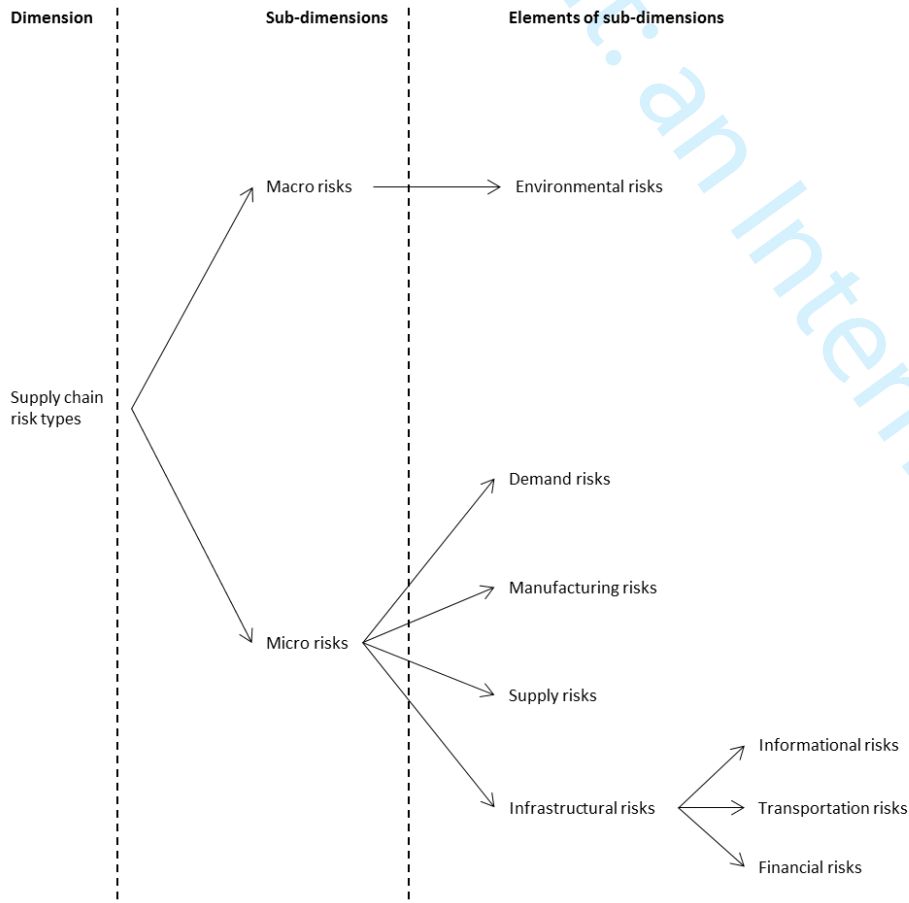 Dimension
Sub-dimensions
Elements of sub-dimensions
Macro risks
Environmental risks
Supply chain
risk types
Demand risks
Manufacturing risks
Micro risks
Supply risks
Informational risks
Infrastructural risks
Transportation risks
Financial risks
an